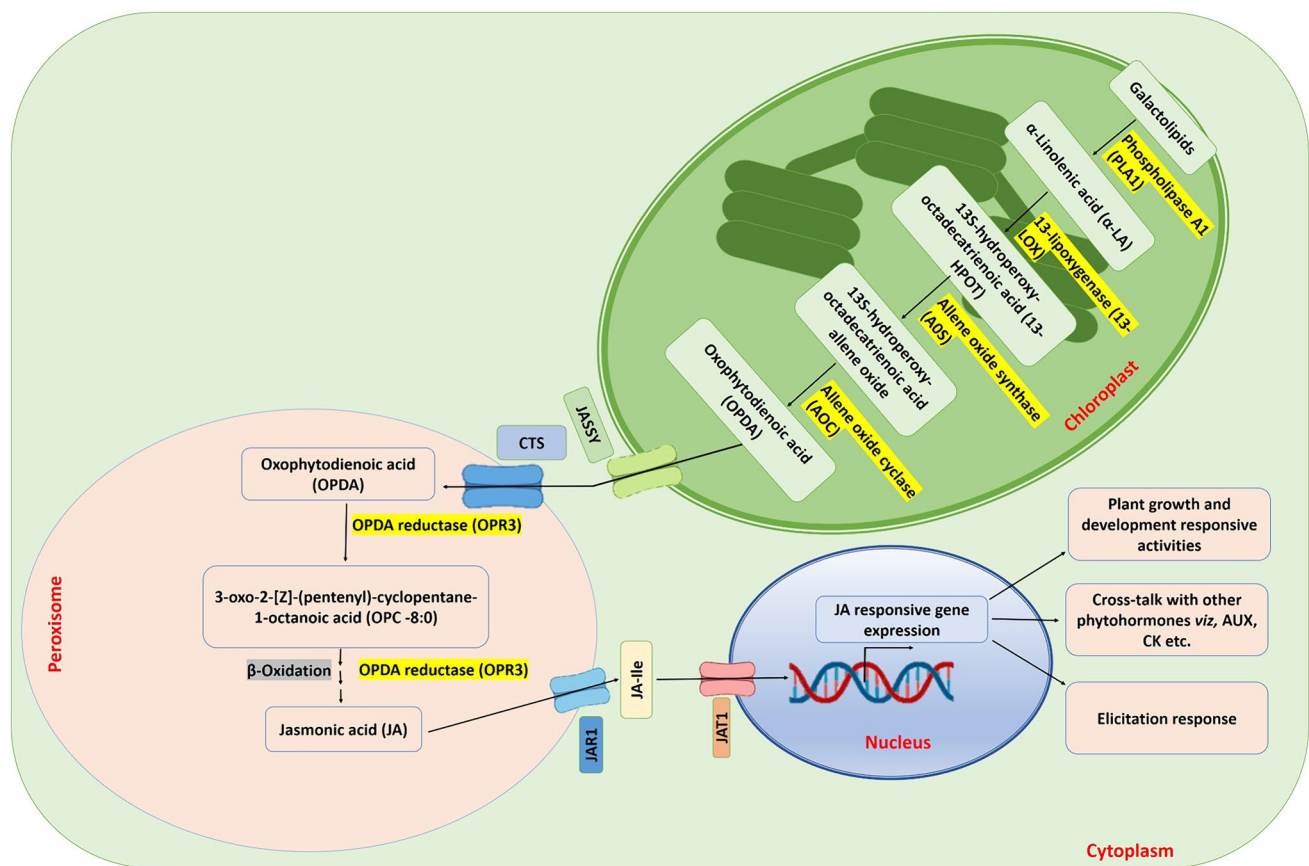 Galactolipids
Phospholipase A1
(PLA1)
α-Linolenic acid (α-LA)
13-lipoxygenase (13-
LOX)
13S-hydroperoxy-
octadecatrienoic acid (13-
HPOT)
Allene oxide synthase
(A0S)
13S-hydroperoxy-
octadecatrienoic acid
allene oxide
Allene oxide cyclase
(AOC)
Oxophytodienoic acid
(OPDA)
Chloroplast
JASSY
CTS
Oxophytodienoic acid
(OPDA)
OPDA reductase (OPR3)
3-oxo-2-[Z]-(pentenyl)-cyclopentane-
1-octanoic acid (OPC -8:0)
β-Oxidation
OPDA reductase (OPR3)
Jasmonic acid (JA)
Peroxisome
JAR1
JA-Ile
JAT1
JA responsive gene
expression
Nucleus
Plant growth and
development responsive
activities
Cross-talk with other
phytohormones viz, AUX,
CK etc.
Elicitation response
Cytoplasm